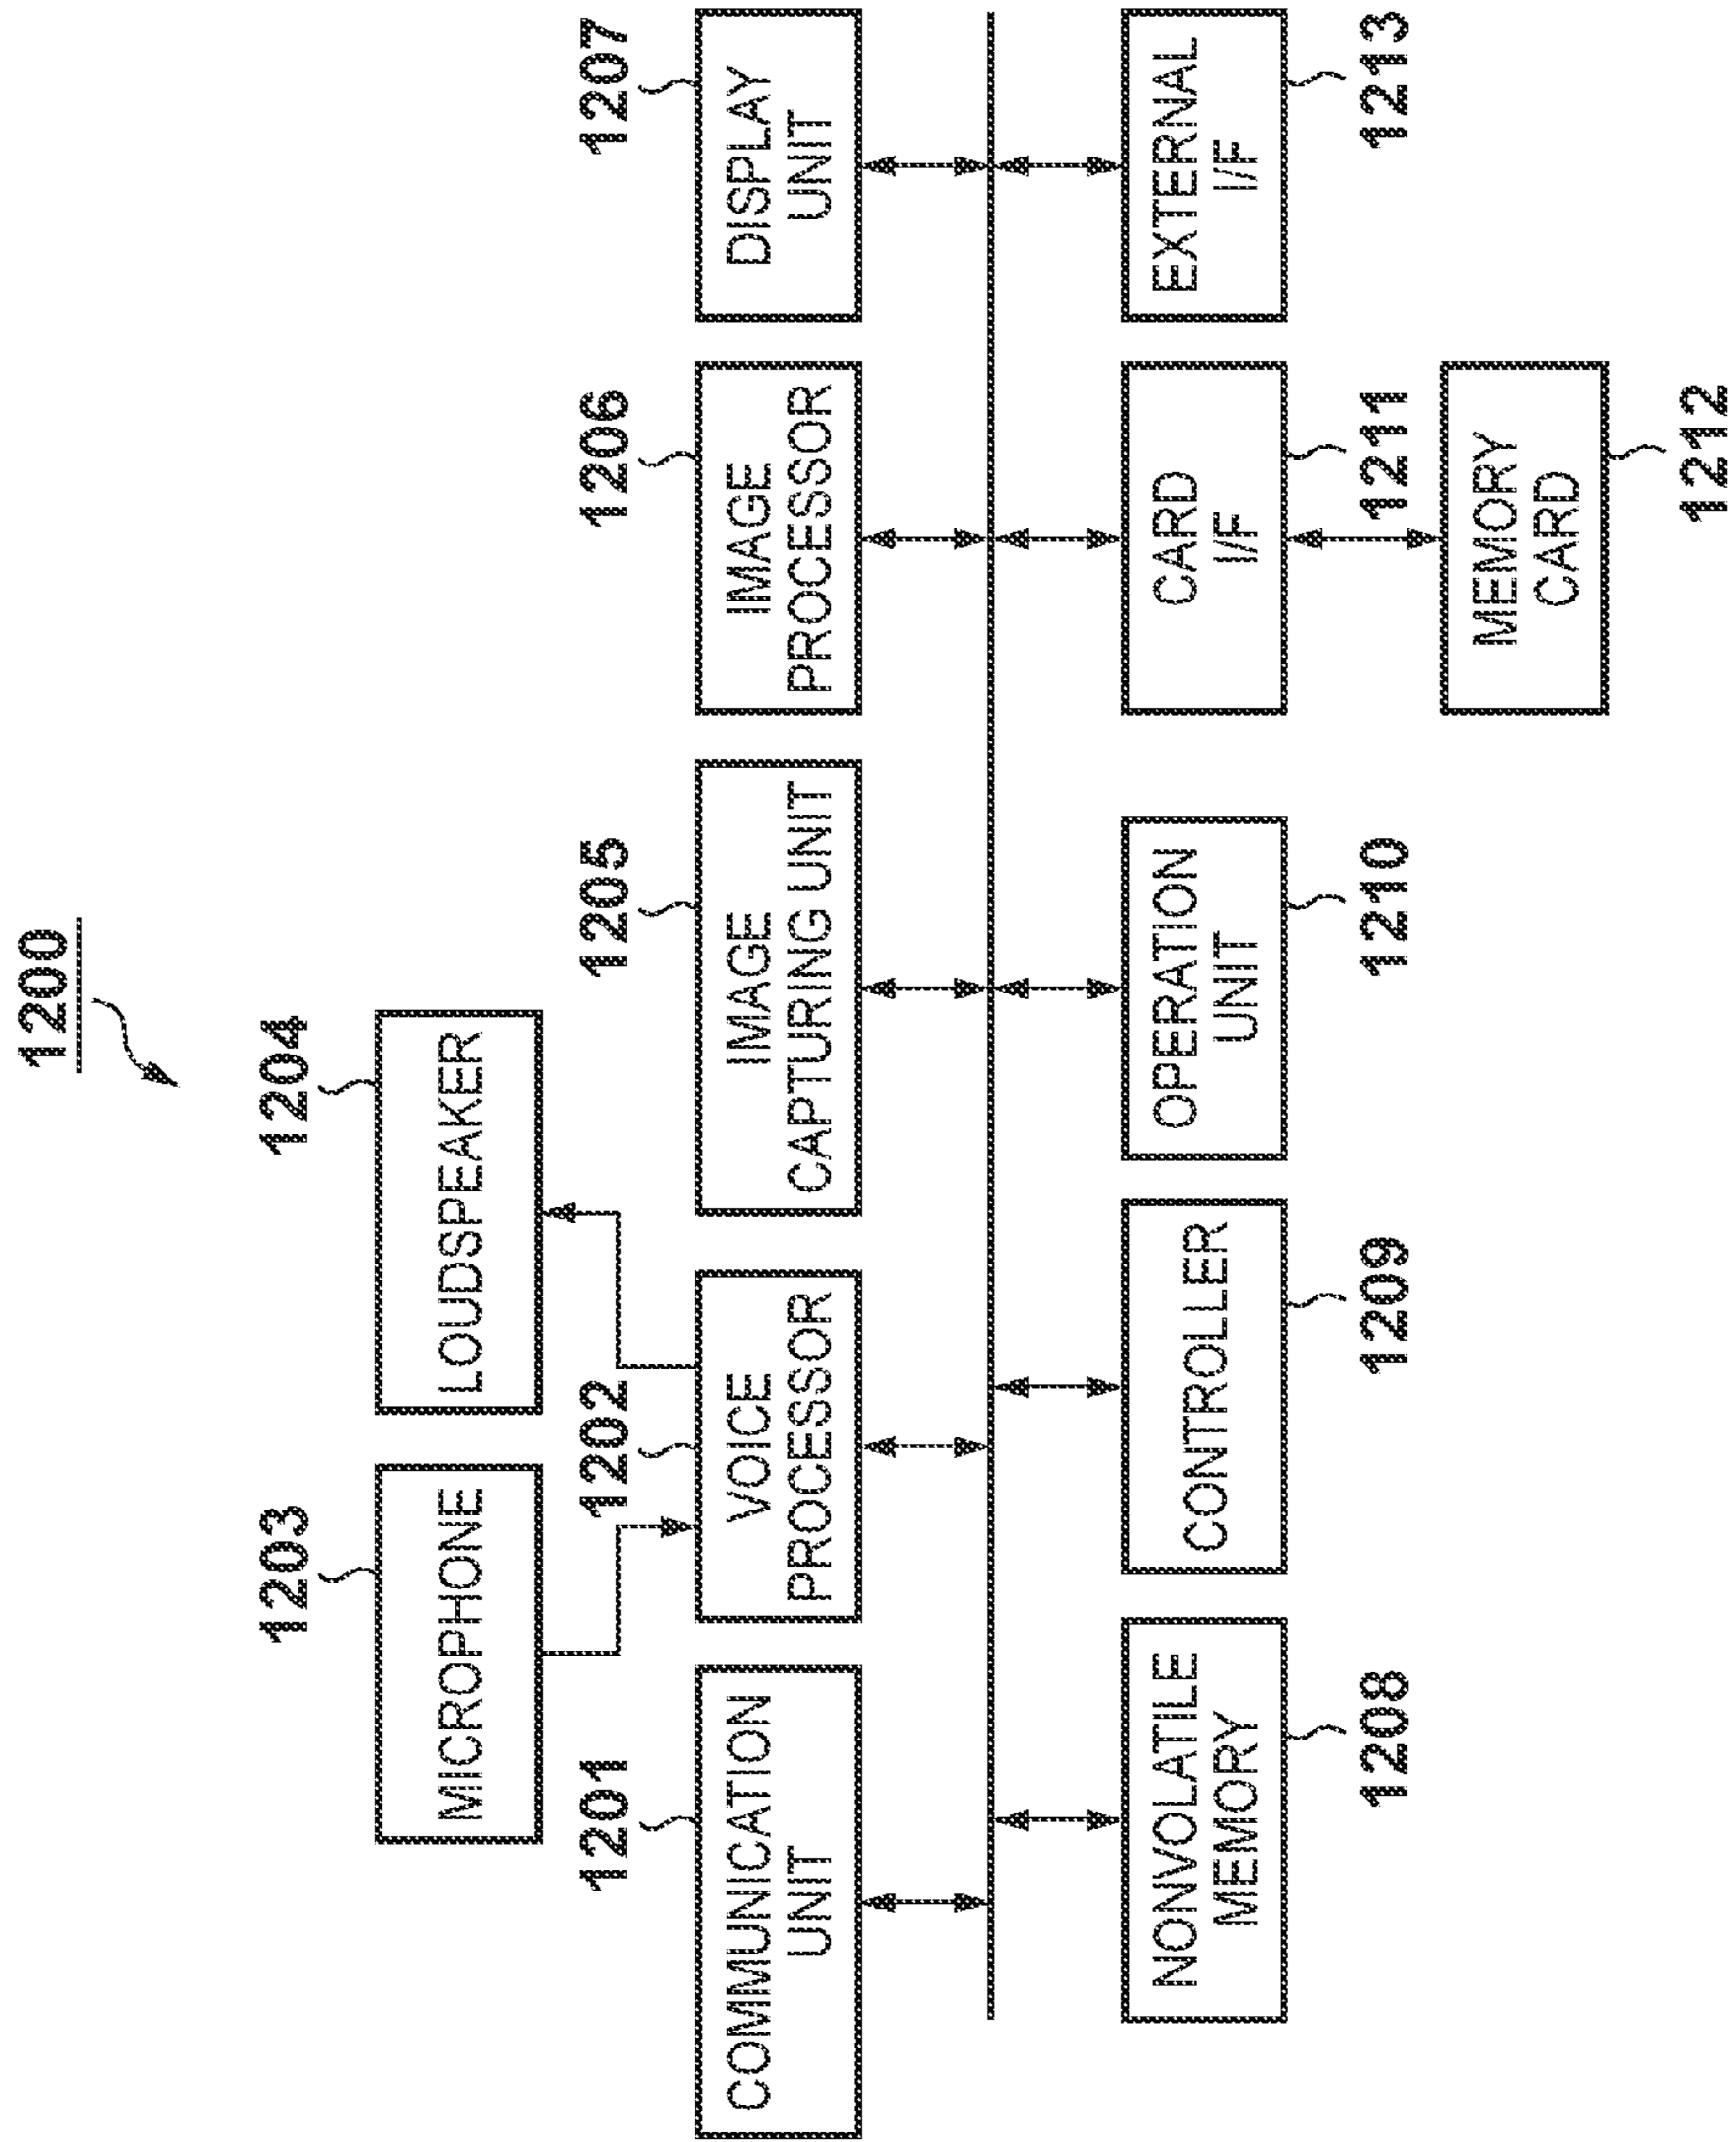 1200
1203
1204
MICROPHONE
LOUDSPEAKER
1201
1202
1205
1206
1207
COMMUNICATION
UNIT
VOICE
PROCESSOR
IMAGE
CAPTURING UNIT
IMAGE
PROCESSOR
DISPLAY
UNIT
NONVOLATILE
MEMORY
CONTROLLER
OPERATION
UNIT
CARD
I/F
EXTERNAL
I/F
1208
1209
1210
1211
1213
MEMORY
CARD
1212